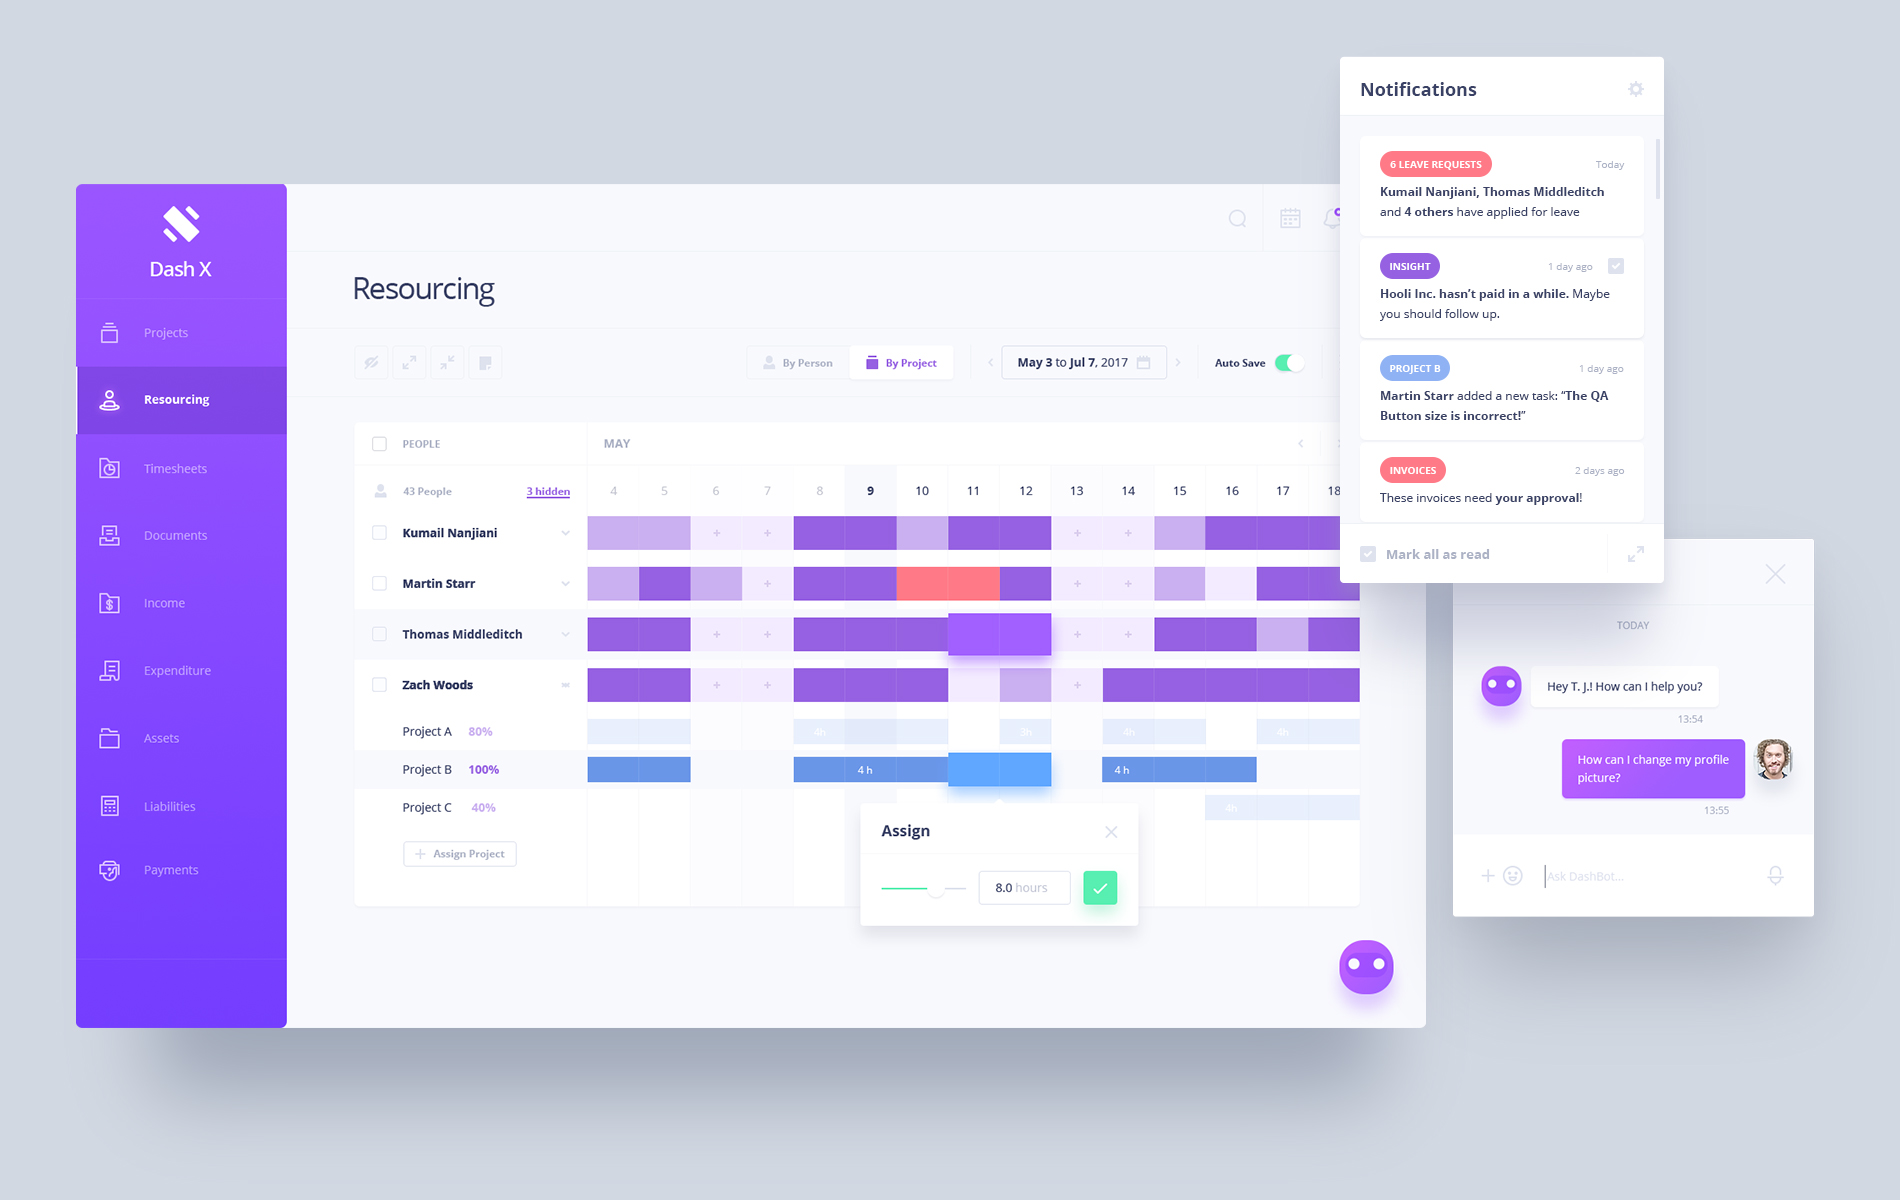 Dash X
Projects
Resourcing
Timesheets
Documents
Income
Expenditure
Assets
Liabilities
Payments
Resourcing
By Person
By Project
May 3 to Jul 7, 2017
Auto Save
PEOPLE
MAY
43 People
3 hidden
4 5 6 7 8 9 10 11 12 13 14 15 16 17 18
Kumail Nanjiani
Martin Starr
Thomas Middleditch
Zach Woods
Project A 80% 4h 3h 4h 4h
Project B 100% 4 h 4 h
Project C 40% 4h
Assign Project
Assign
8.0 hours
Notifications
6 LEAVE REQUESTS Today
Kumail Nanjiani, Thomas Middleditch
and 4 others have applied for leave
INSIGHT 1 day ago
Hooli Inc. hasn’t paid in a while. Maybe
you should follow up.
PROJECT B 1 day ago
Martin Starr added a new task: “The QA
Button size is incorrect!”
INVOICES 2 days ago
These invoices need your approval!
Mark all as read
TODAY
Hey T. J.! How can I help you?
13:54
How can I change my profile
picture?
13:55
Ask DashBot...